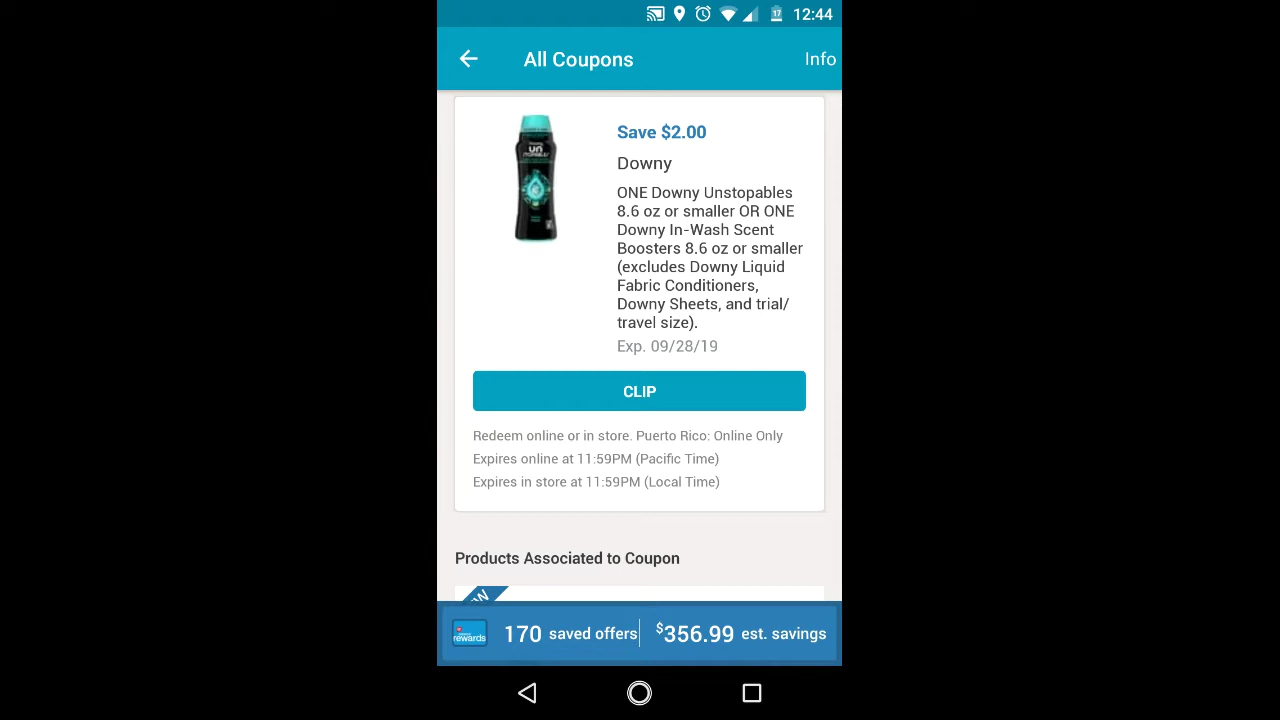 17 12:44
All Coupons Info
Save $2.00
Downy
ONE Downy Unstopables
8.6 oz or smaller OR ONE
Downy In-Wash Scent
Boosters 8.6 oz or smaller
(excludes Downy Liquid
Fabric Conditioners,
Downy Sheets, and trial/
travel size).
Exp. 09/28/19
CLIP
Redeem online or in store. Puerto Rico: Online Only
Expires online at 11:59PM (Pacific Time)
Expires in store at 11:59PM (Local Time)
Products Associated to Coupon
rewards 170 saved offers $356.99 est. savings